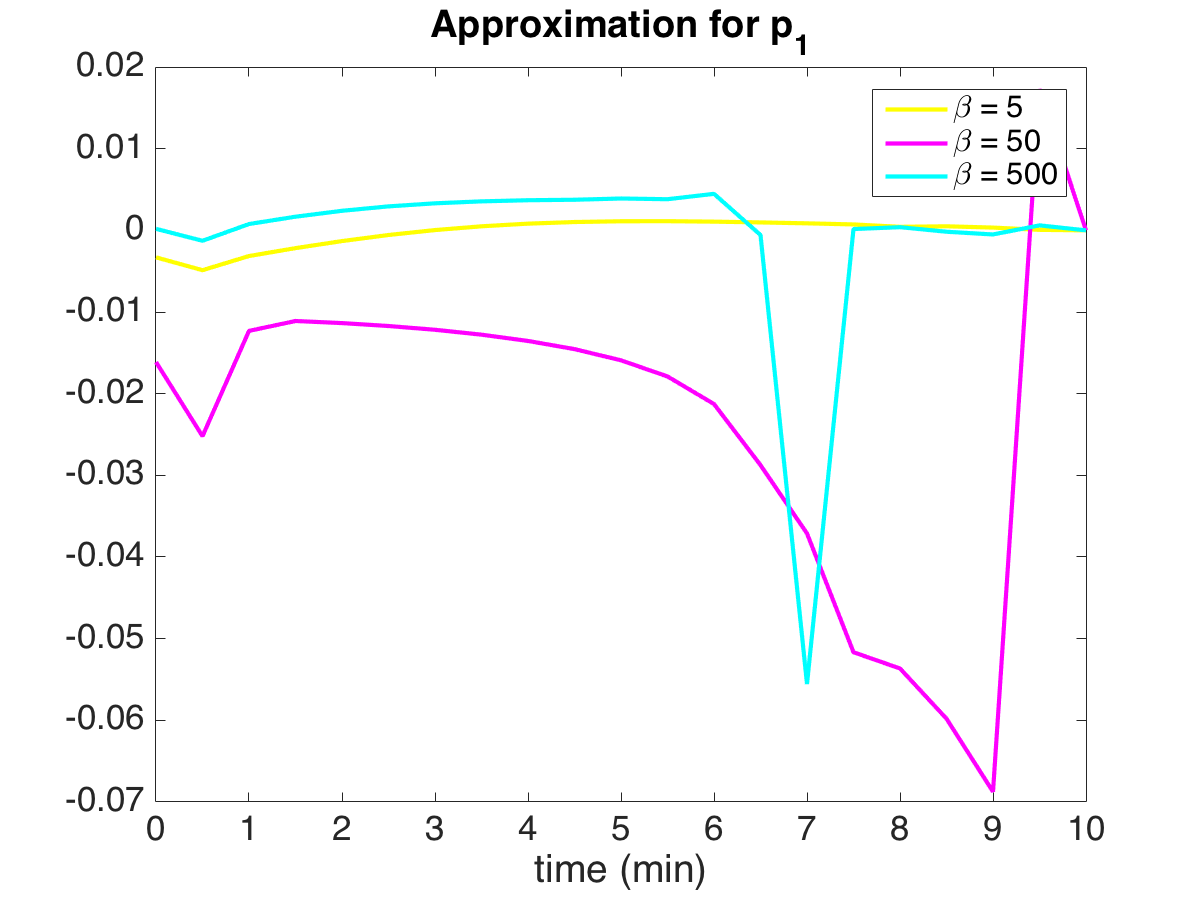 Approximation for p₁
0.02
0.01
0
-0.01
-0.02
-0.03
-0.04
-0.05
-0.06
-0.07
β = 5
β = 50
β = 500
0 1 2 3 4 5 6 7 8 9 10
time (min)